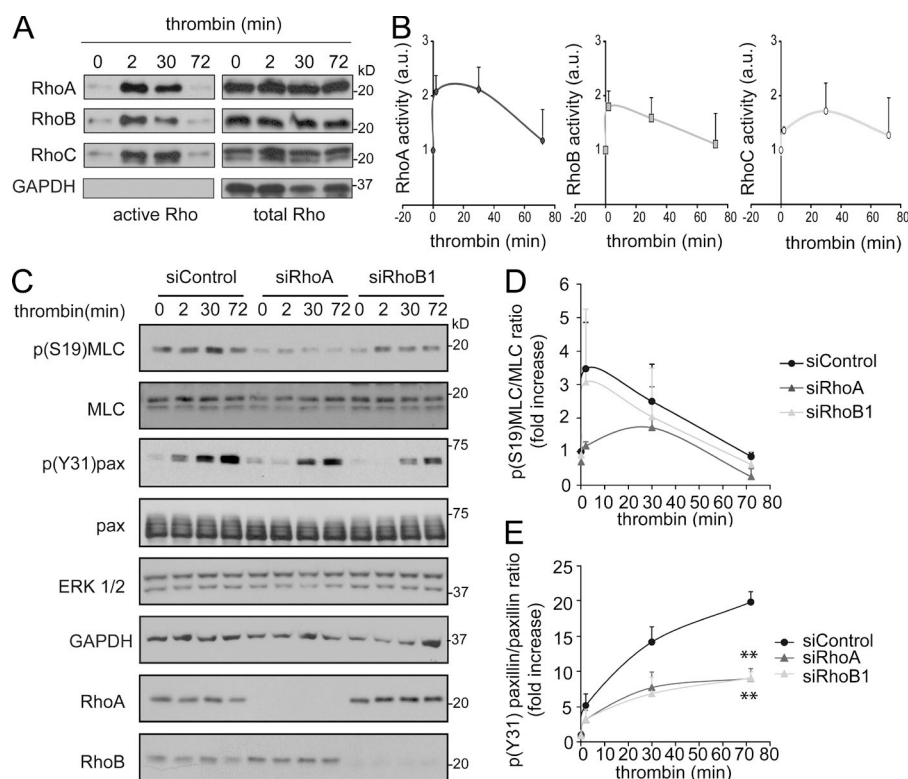 A
thrombin (min)
0 2 30 72 0 2 30 72
kD
RhoA
20
RhoB
20
RhoC
20
GAPDH
37
active Rho total Rho
B
RhoA activity (a.u.)
3
2
1
-20 0 20 40 60 80
thrombin (min)
RhoB activity (a.u.)
3
2
1
-20 0 20 40 60 80
thrombin (min)
RhoC activity (a.u.)
3
2
1
-20 0 20 40 60 80
thrombin (min)
C
siControl siRhoA siRhoB1
thrombin(min) 0 2 30 72 0 2 30 72 0 2 30 72
kD
p(S19)MLC
20
MLC
20
p(Y31)pax
75
pax
75
ERK 1/2
37
GAPDH
37
RhoA
20
RhoB
20
D
p(S19)MLC/MLC ratio
(fold increase)
6
5
4
3
2
1
0
0 10 20 30 40 50 60 70 80
thrombin (min)
siControl
siRhoA
siRhoB1
E
p(Y31) paxillin/paxillin ratio
(fold increase)
25
20
15
10
5
0
0 10 20 30 40 50 60 70 80
thrombin (min)
**
**
siControl
siRhoA
siRhoB1